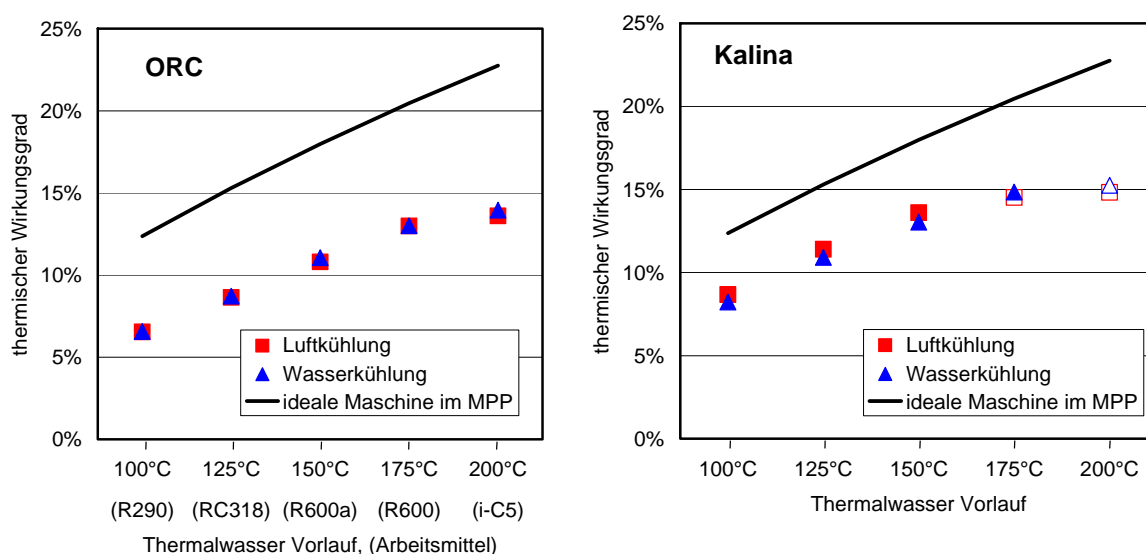 ORC
thermischer Wirkungsgrad
25%
20%
15%
10%
5%
0%
Luftkühlung
Wasserkühlung
ideale Maschine im MPP
100°C 125°C 150°C 175°C 200°C
(R290) (RC318) (R600a) (R600) (i-C5)
Thermalwasser Vorlauf, (Arbeitsmittel)
Kalina
thermischer Wirkungsgrad
25%
20%
15%
10%
5%
0%
Luftkühlung
Wasserkühlung
ideale Maschine im MPP
100°C 125°C 150°C 175°C 200°C
Thermalwasser Vorlauf